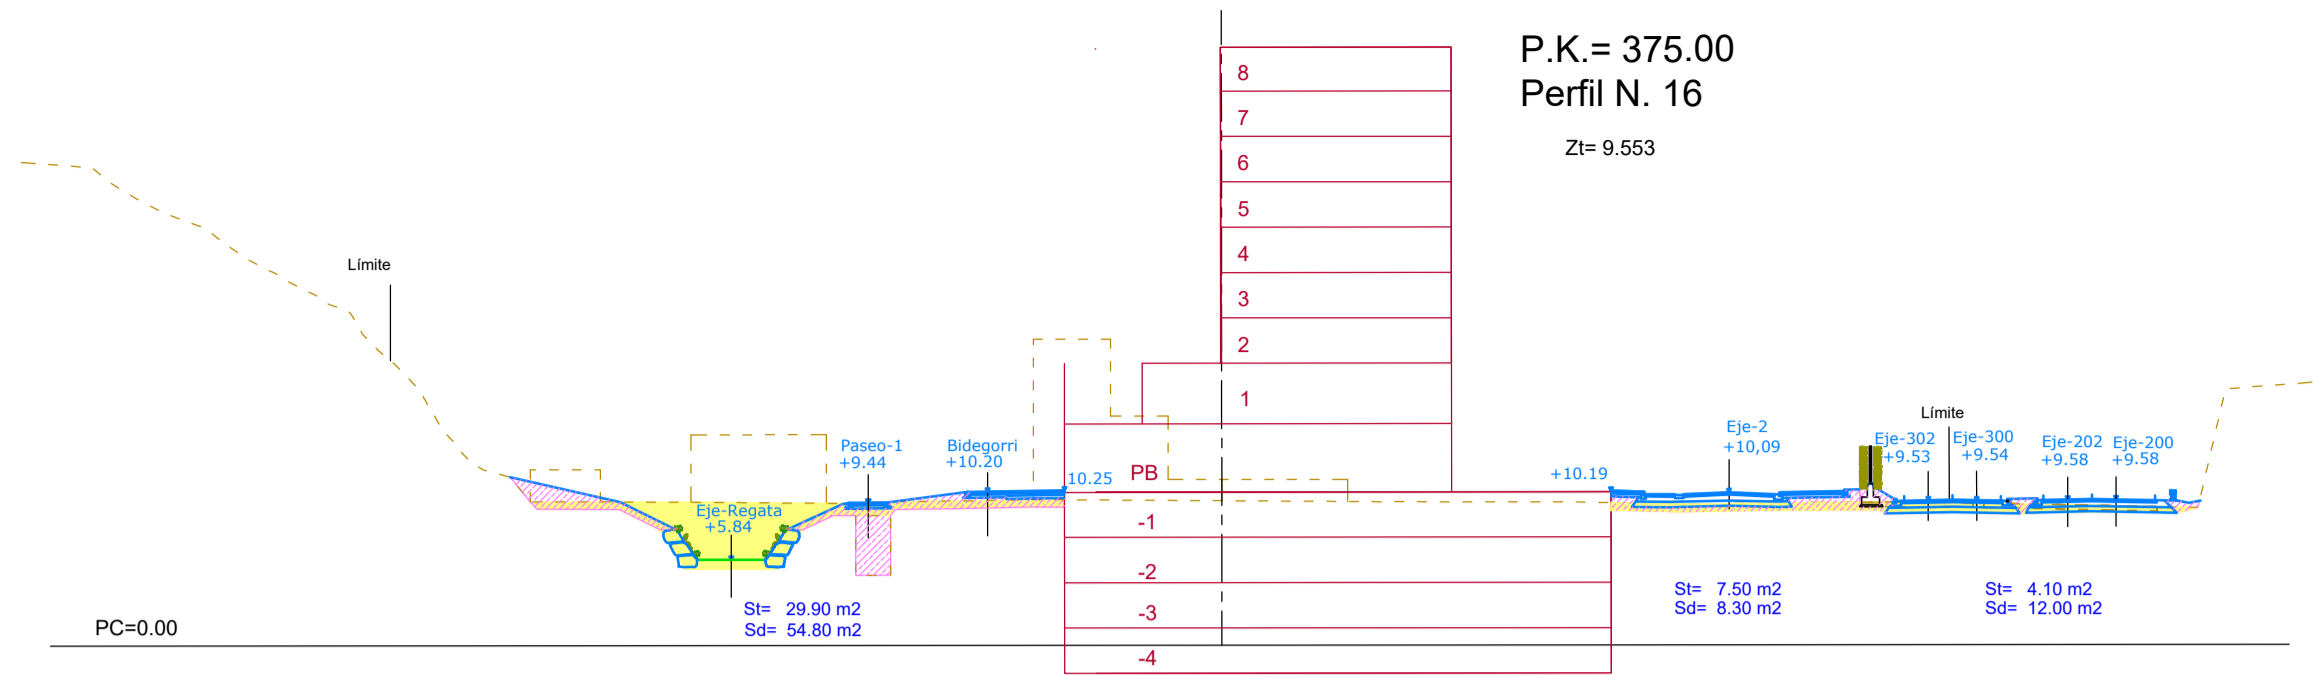 P.K.= 375.00
Perfil N. 16
Zt= 9.553
8
7
6
5
4
3
2
1
PB
-1
-2
-3
-4
Límite
Paseo-1
+9.44
Bidegorri
+10.20
10.25
Eje-Regata
+5.84
St= 29.90 m2
Sd= 54.80 m2
PC=0.00
+10.19
Eje-2
+10,09
Límite
Eje-302
+9.53
Eje-300
+9.54
Eje-202
+9.58
Eje-200
+9.58
St= 7.50 m2
Sd= 8.30 m2
St= 4.10 m2
Sd= 12.00 m2